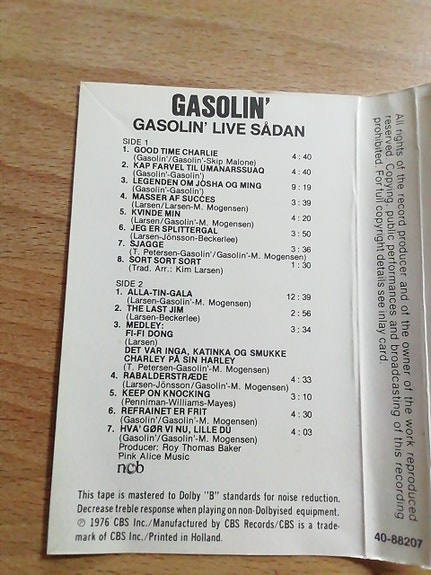 GASOLIN'
GASOLIN' LIVE SÅDAN
SIDE 1
1. GOOD TIME CHARLIE 4:40
(Gasolin'/Gasolin'-Skip Malone)
2. KAP FARVEL TIL ÜMANARSSUAQ 4:40
(Gasolin'-Gasolin')
3. LEGENDEN OM JOSHA OG MING 9:19
(Gasolin'-Gasolin')
4. MASSER AF SUCCES 3:39
(Larsen/Larsen-M. Mogensen)
5. KVINDE MIN 4:20
(Larsen/Gasolin'-M. Mogensen)
6. JEG ER SPLITTERGAL 3:50
(Larsen-Jönsson-Beckerlee)
7. SJAGGE 3:36
(T. Petersen-Gasolin'/Gasolin'-M. Mogensen)
8. SORT SORT SORT 1:30
(Trad. Arr.: Kim Larsen)
SIDE 2
1. ALLA-TIN-GALA 12:39
(Larsen-Gasolin'-M. Mogensen)
2. THE LAST JIM 2:56
(Larsen-Beckerlee)
3. MEDLEY: 3:34
FI-FI DONG
(Larsen)
DET VAR INGA, KATINKA OG SMUKKE
CHARLEY PÅ SIN HARLEY
(T. Petersen-Gasolin'-M. Mogensen)
4. RABALDERSTRÆDE 4:33
(Larsen-Jönsson/Gasolin'-M. Mogensen)
5. KEEP ON KNOCKING 3:10
(Penniman-Williams-Mayes)
6. REFRAINET ER FRIT 4:30
(Gasolin'/Gasolin'-M. Mogensen)
7. HVA' GØR VI NU, LILLE DU 4:03
(Gasolin'/Gasolin'-M. Mogensen)
Producer: Roy Thomas Baker
Pink Alice Music
ncb
This tape is mastered to Dolby "B" standards for noise reduction.
Decrease treble response when playing on non-Dolbyised equipment.
℗ 1976 CBS Inc./Manufactured by CBS Records/CBS is a trade-
mark of CBS Inc./Printed in Holland.
All rights of the record producer and of the owner of the work reproduced
reserved. Copying, public performances and broadcasting of this recording
prohibited. For full copyright details see inlay card.
40-88207